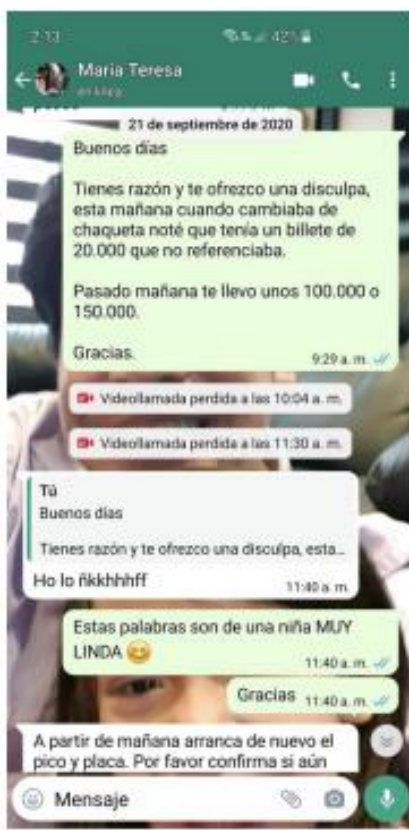 2:13
42%
Maria Teresa
en línea
21 de septiembre de 2020
Buenos días
Tienes razón y te ofrezco una disculpa,
esta mañana cuando cambiaba de
chaqueta noté que tenía un billete de
20.000 que no referenciaba.
Pasado mañana te llevo unos 100.000 o
150.000.
Gracias.
9:29 a. m.
Videollamada perdida a las 10:04 a. m.
Videollamada perdida a las 11:30 a. m.
Tú
Buenos días
Tienes razón y te ofrezco una disculpa, esta...
Ho lo ñkkhhhff
11:40 a. m.
Estas palabras son de una niña MUY
LINDA 😊
11:40 a. m.
Gracias 11:40 a. m.
A partir de mañana arranca de nuevo el
pico y placa. Por favor confirma si aún
Mensaje